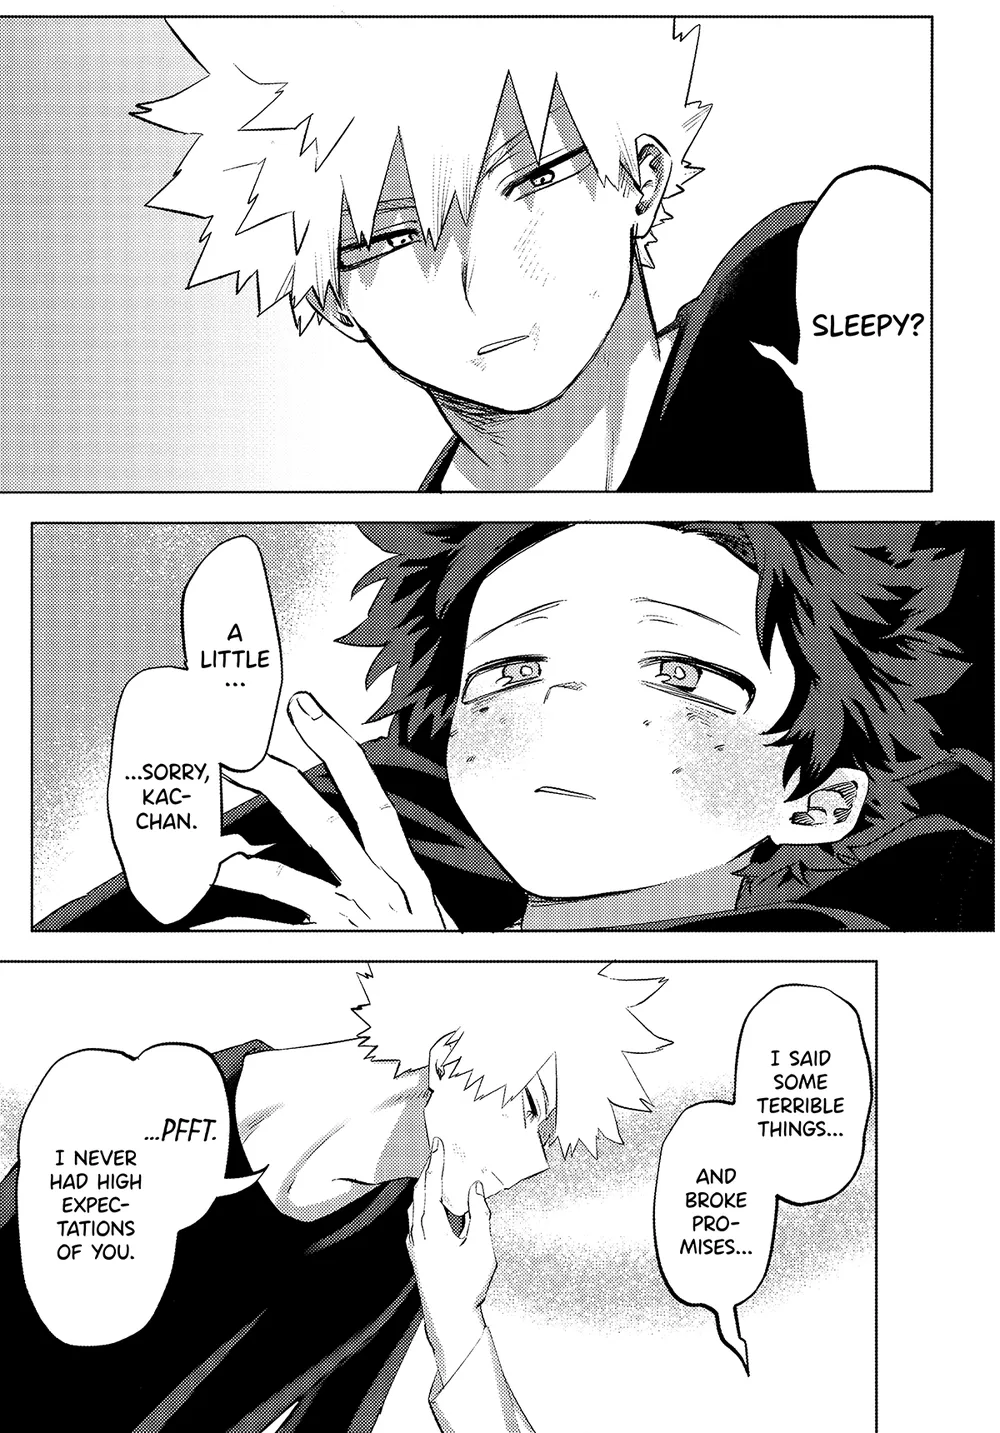 SLEEPY?
A
LITTLE
...
...SORRY,
KAC-
CHAN.
I SAID
SOME
TERRIBLE
THINGS...
AND
BROKE
PRO-
MISES...
...PFFT.
I NEVER
HAD HIGH
EXPEC-
TATIONS
OF YOU.